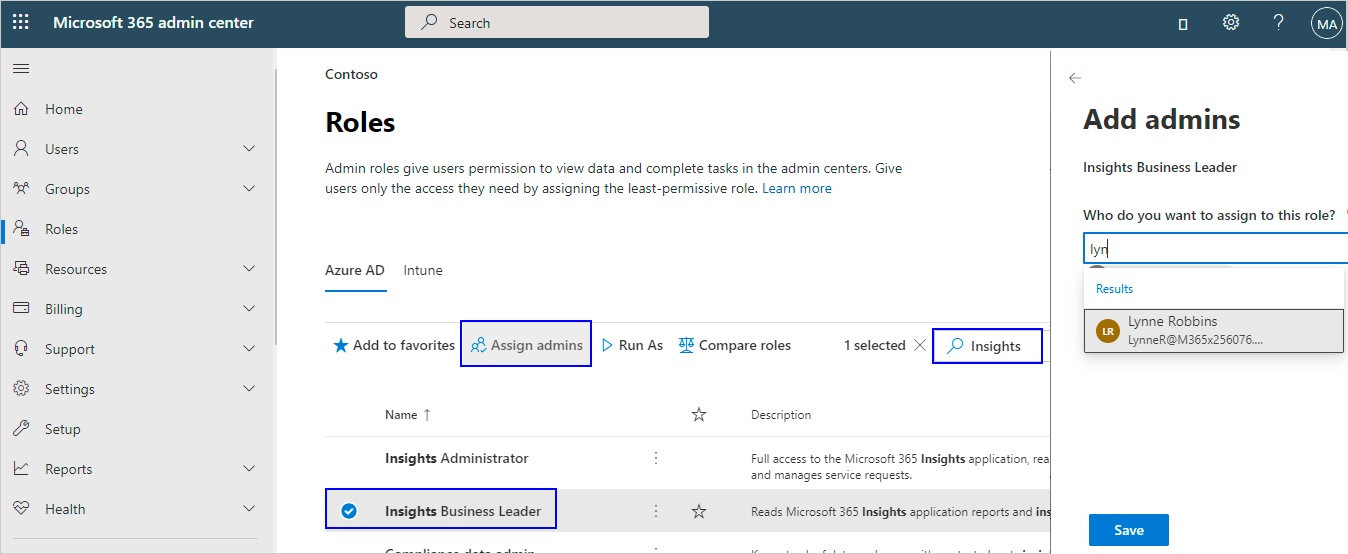 Microsoft 365 admin center
Search
MA
Home
Users
Groups
Roles
Resources
Billing
Support
Settings
Setup
Reports
Health
Contoso
Roles
Admin roles give users permission to view data and complete tasks in the admin centers. Give
users only the access they need by assigning the least-permissive role. Learn more
Azure AD Intune
Add to favorites Assign admins Run As Compare roles 1 selected Insights
Name ↑ Description
Insights Administrator
Full access to the Microsoft 365 Insights application, rea
and manages service requests.
Insights Business Leader Reads Microsoft 365 Insights application reports and ins
Compliance data admin
Add admins
Insights Business Leader
Who do you want to assign to this role?
lyn
Results
LR
Lynne Robbins
LynneR@M365x256076....
Save